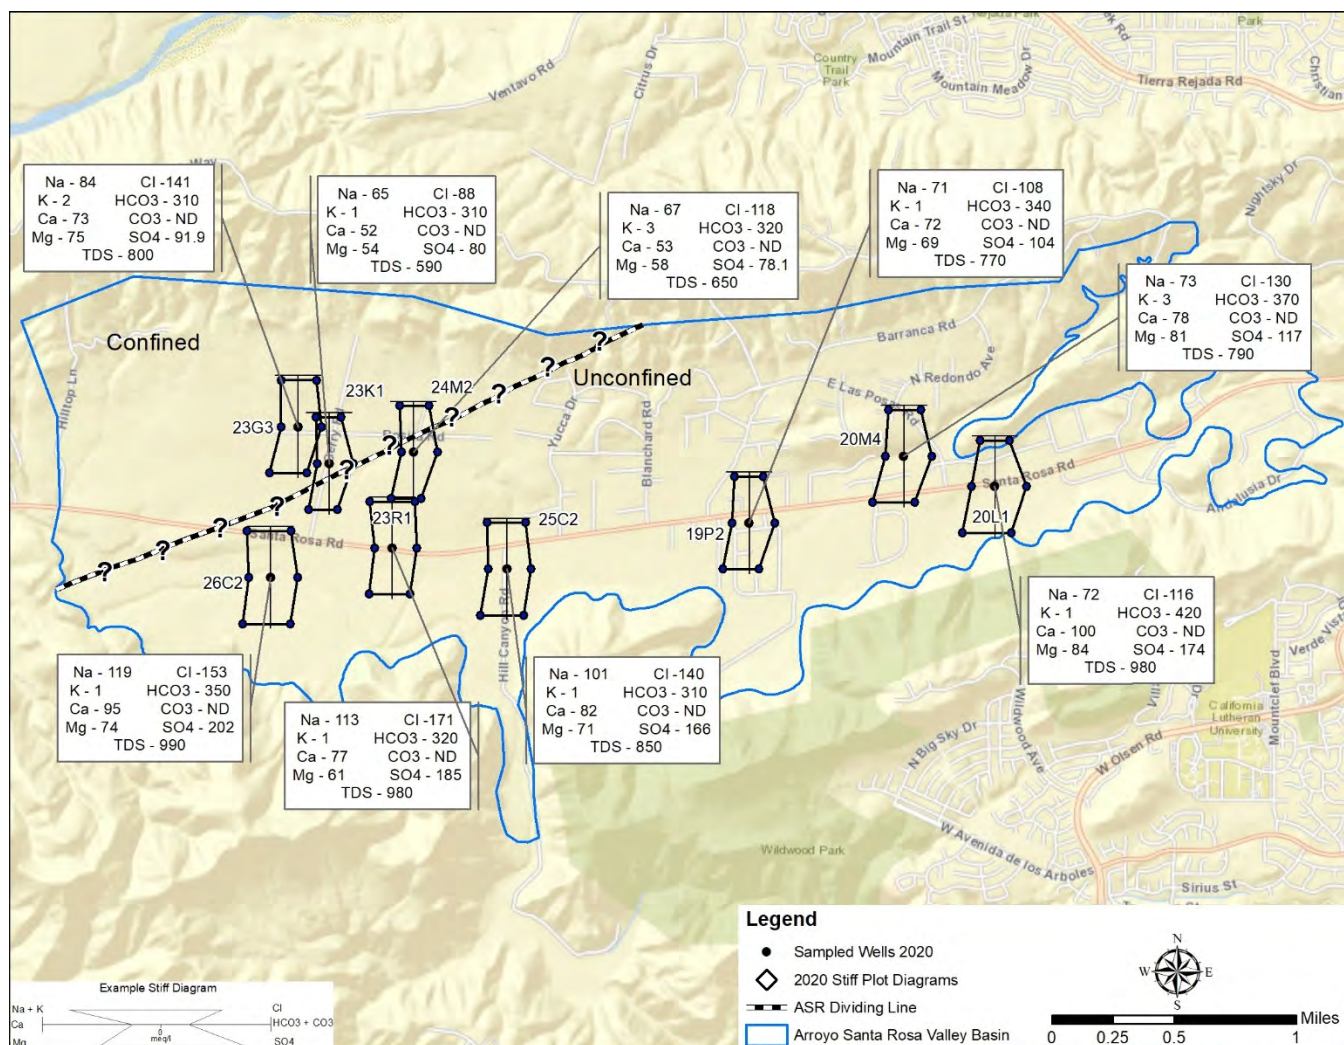 Mountain Trail St
Rejada Park
Park
Country
Trail
Park
Mountain Meadow Dr
Tierra Rejada Rd
Christian
Ventavo Rd
Citrus Dr
Way
Nightsky Dr
Na - 84 Cl -141
K - 2 HCO3 - 310
Ca - 73 CO3 - ND
Mg - 75 SO4 - 91.9
TDS - 800
Na - 65 Cl -88
K - 1 HCO3 - 310
Ca - 52 CO3 - ND
Mg - 54 SO4 - 80
TDS - 590
Na - 67 Cl -118
K - 3 HCO3 - 320
Ca - 53 CO3 - ND
Mg - 58 SO4 - 78.1
TDS - 650
Na - 71 Cl -108
K - 1 HCO3 - 340
Ca - 72 CO3 - ND
Mg - 69 SO4 - 104
TDS - 770
Na - 73 Cl -130
K - 3 HCO3 - 370
Ca - 78 CO3 - ND
Mg - 81 SO4 - 117
TDS - 790
Confined
Unconfined
Hilltop Ln
Barranca Rd
N Redondo Ave
E Las Posas Rd
Yucca Dr
Blanchard Rd
23K1
24M2
23G3
20M4
Santa Rosa Rd
Andalusia Dr
23R1
25C2
19P2
20L1
Santa Rosa Rd
26C2
Hill Canyon Rd
? ? ? ? ? ? ? ? ?
Na - 72 Cl -116
K - 1 HCO3 - 420
Ca - 100 CO3 - ND
Mg - 84 SO4 - 174
TDS - 980
Na - 119 Cl -153
K - 1 HCO3 - 350
Ca - 95 CO3 - ND
Mg - 74 SO4 - 202
TDS - 990
Na - 113 Cl -171
K - 1 HCO3 - 320
Ca - 77 CO3 - ND
Mg - 61 SO4 - 185
TDS - 980
Na - 101 Cl -140
K - 1 HCO3 - 310
Ca - 82 CO3 - ND
Mg - 71 SO4 - 166
TDS - 850
Wildwood Ave
N Big Sky Dr
Dr
Mountclef Blvd
Verde Vista
California
Lutheran
University
W Olsen Rd
W Avenida de los Arboles
Wildwood Park
Sirius St
Legend
Sampled Wells 2020
2020 Stiff Plot Diagrams
ASR Dividing Line
Arroyo Santa Rosa Valley Basin
N
W E
S
Miles
0 0.25 0.5 1
Example Stiff Diagram
Na + K Cl
Ca HCO3 + CO3
0
meq/l
Mg SO4